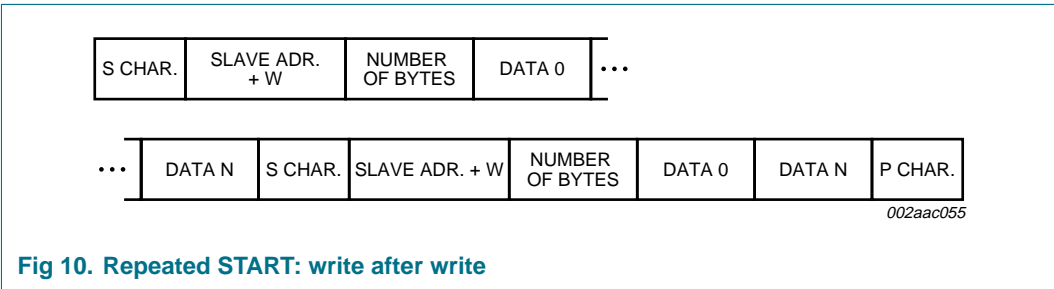 S CHAR. SLAVE ADR. + W NUMBER OF BYTES DATA 0 •••
••• DATA N S CHAR. SLAVE ADR. + W NUMBER OF BYTES DATA 0 DATA N P CHAR.
002aac055
Fig 10. Repeated START: write after write